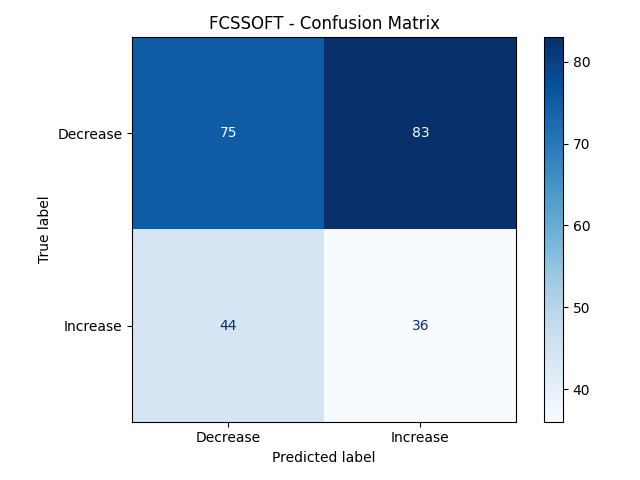 FCSSOFT - Confusion Matrix
True label
Decrease
75
83
Increase
44
36
Decrease
Increase
Predicted label
80
70
60
50
40